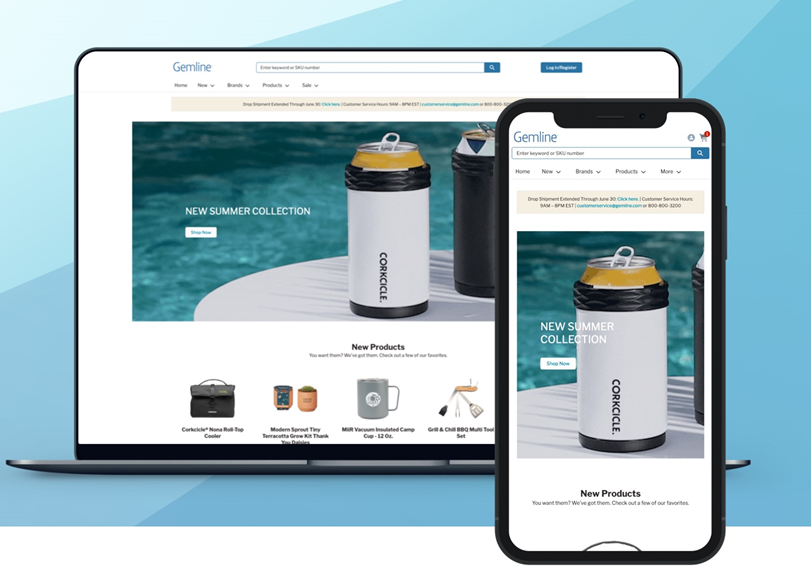 Gemline
Enter keyword or SKU number
Log In/Register
Home New Brands Products Sale
Drop Shipment Extended Through June 30: Click here. | Customer Service Hours: 9AM – 8PM EST | customerservice@gemline.com or 800-800-32
NEW SUMMER COLLECTION
Shop Now
CORKCICLE.
New Products
You want them? We've got them. Check out a few of our favorites.
Corkcicle® Nona Roll-Top
Cooler
Modern Sprout Tiny
Terracotta Grow Kit Thank
You Daisies
MiiR Vacuum Insulated Camp
Cup - 12 Oz.
Grill & Chill BBQ Multi Tool
Set
Gemline
Enter keyword or SKU number
Home New Brands Products More
Drop Shipment Extended Through June 30: Click here. | Customer Service Hours:
9AM – 8PM EST | customerservice@gemline.com or 800-800-3200
NEW SUMMER
COLLECTION
Shop Now
CORKCICLE.
New Products
You want them? We've got them. Check out a few of our favorites.